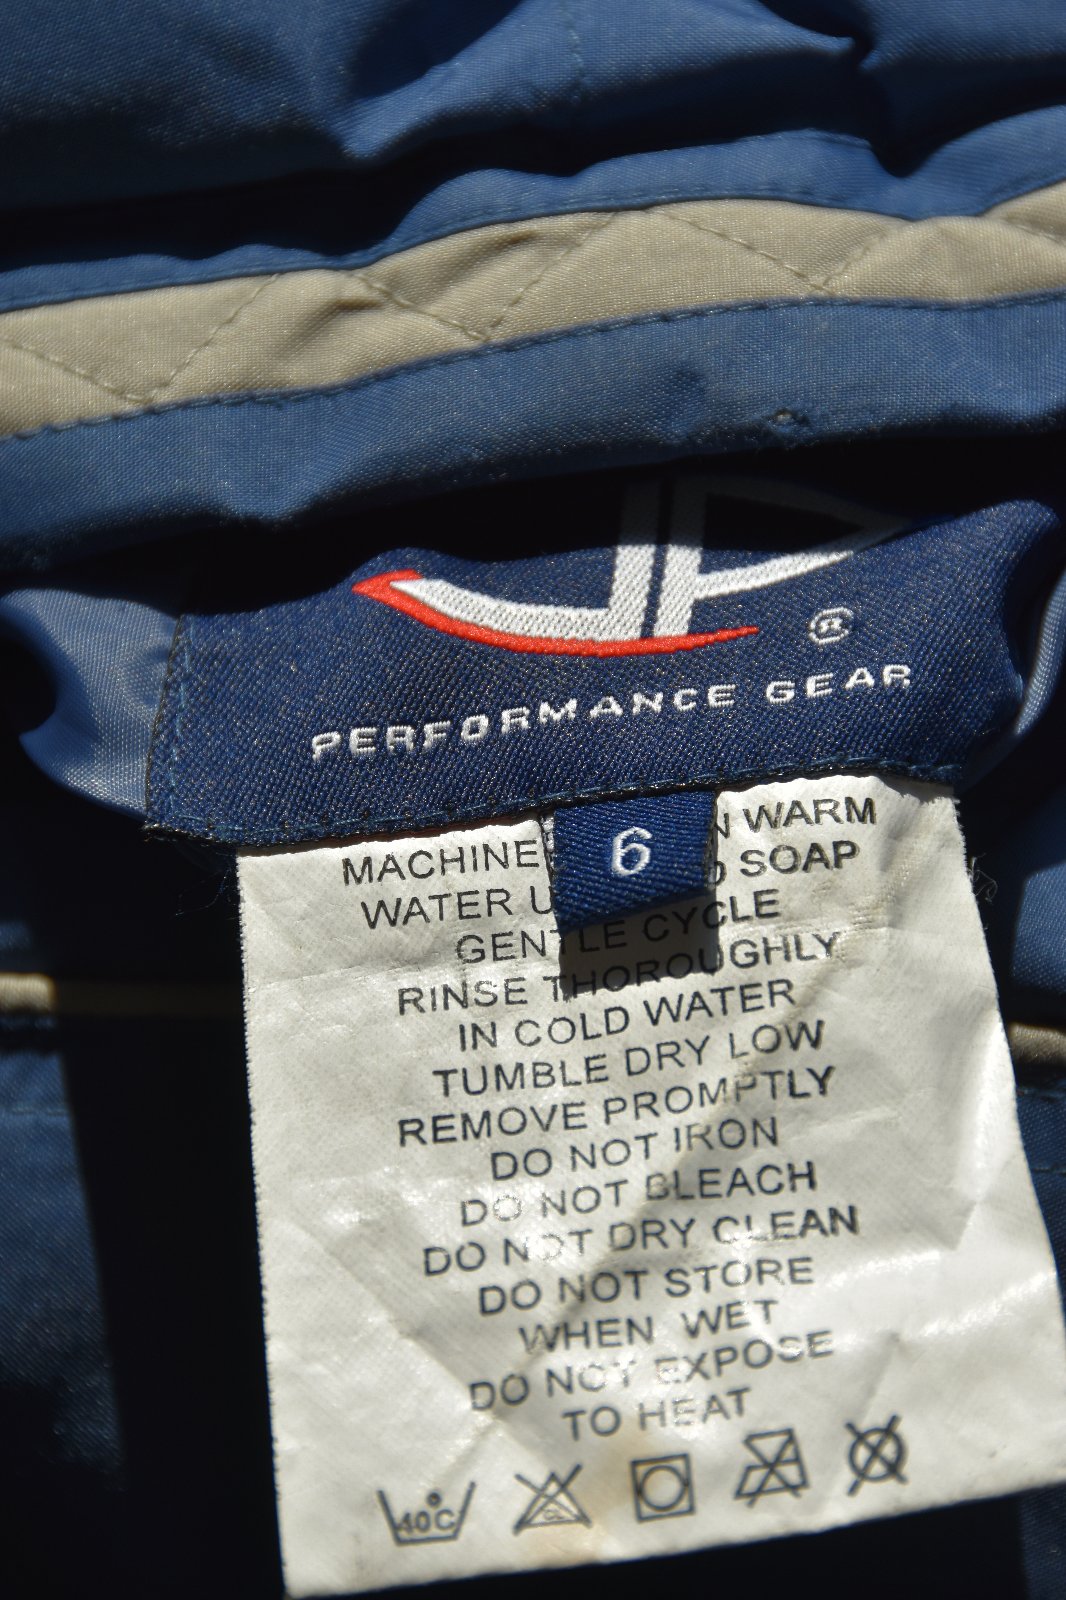 ®
PERFORMANCE GEAR
6
MACHINE WARM
WATER SOAP
GENTLE CYCLE
RINSE THOROUGHLY
IN COLD WATER
TUMBLE DRY LOW
REMOVE PROMPTLY
DO NOT IRON
DO NOT BLEACH
DO NOT DRY CLEAN
DO NOT STORE
WHEN WET
DO NOT EXPOSE
TO HEAT
40°C CL